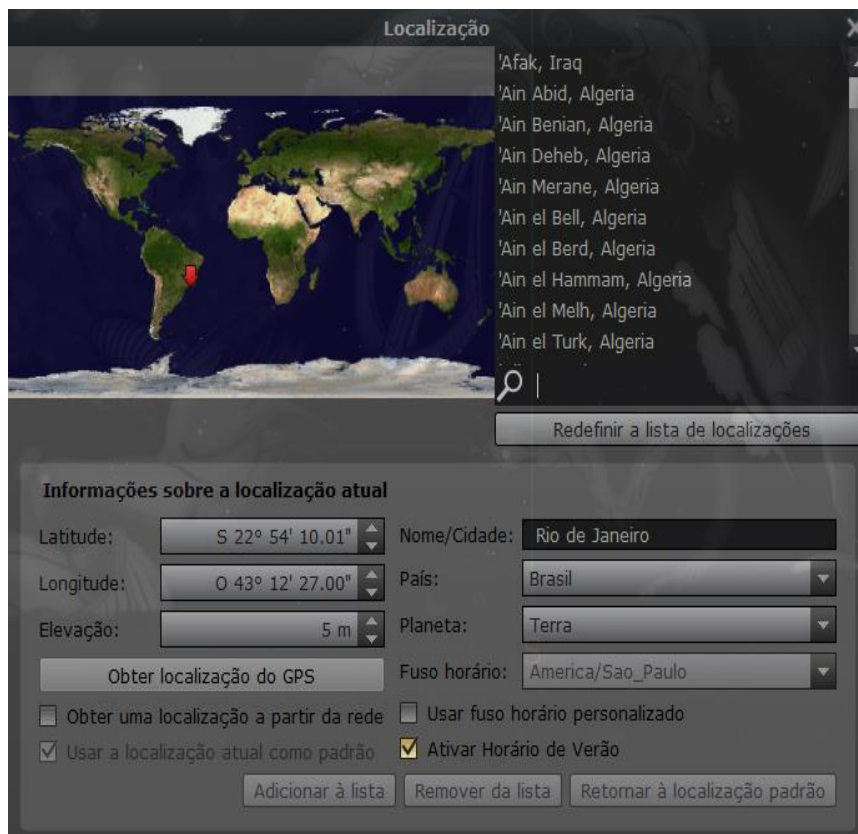 Localização
'Afak, Iraq
'Ain Abid, Algeria
'Ain Benian, Algeria
'Ain Deheb, Algeria
'Ain Merane, Algeria
'Ain el Bell, Algeria
'Ain el Berd, Algeria
'Ain el Hammam, Algeria
'Ain el Melh, Algeria
'Ain el Turk, Algeria
Redefinir a lista de localizações
Informações sobre a localização atual
Latitude: S 22° 54' 10.01" Nome/Cidade: Rio de Janeiro
Longitude: O 43° 12' 27.00" País: Brasil
Elevação: 5 m Planeta: Terra
Obter localização do GPS Fuso horário: America/Sao_Paulo
Obter uma localização a partir da rede Usar fuso horário personalizado
Usar a localização atual como padrão Ativar Horário de Verão
Adicionar à lista Remover da lista Retornar à localização padrão